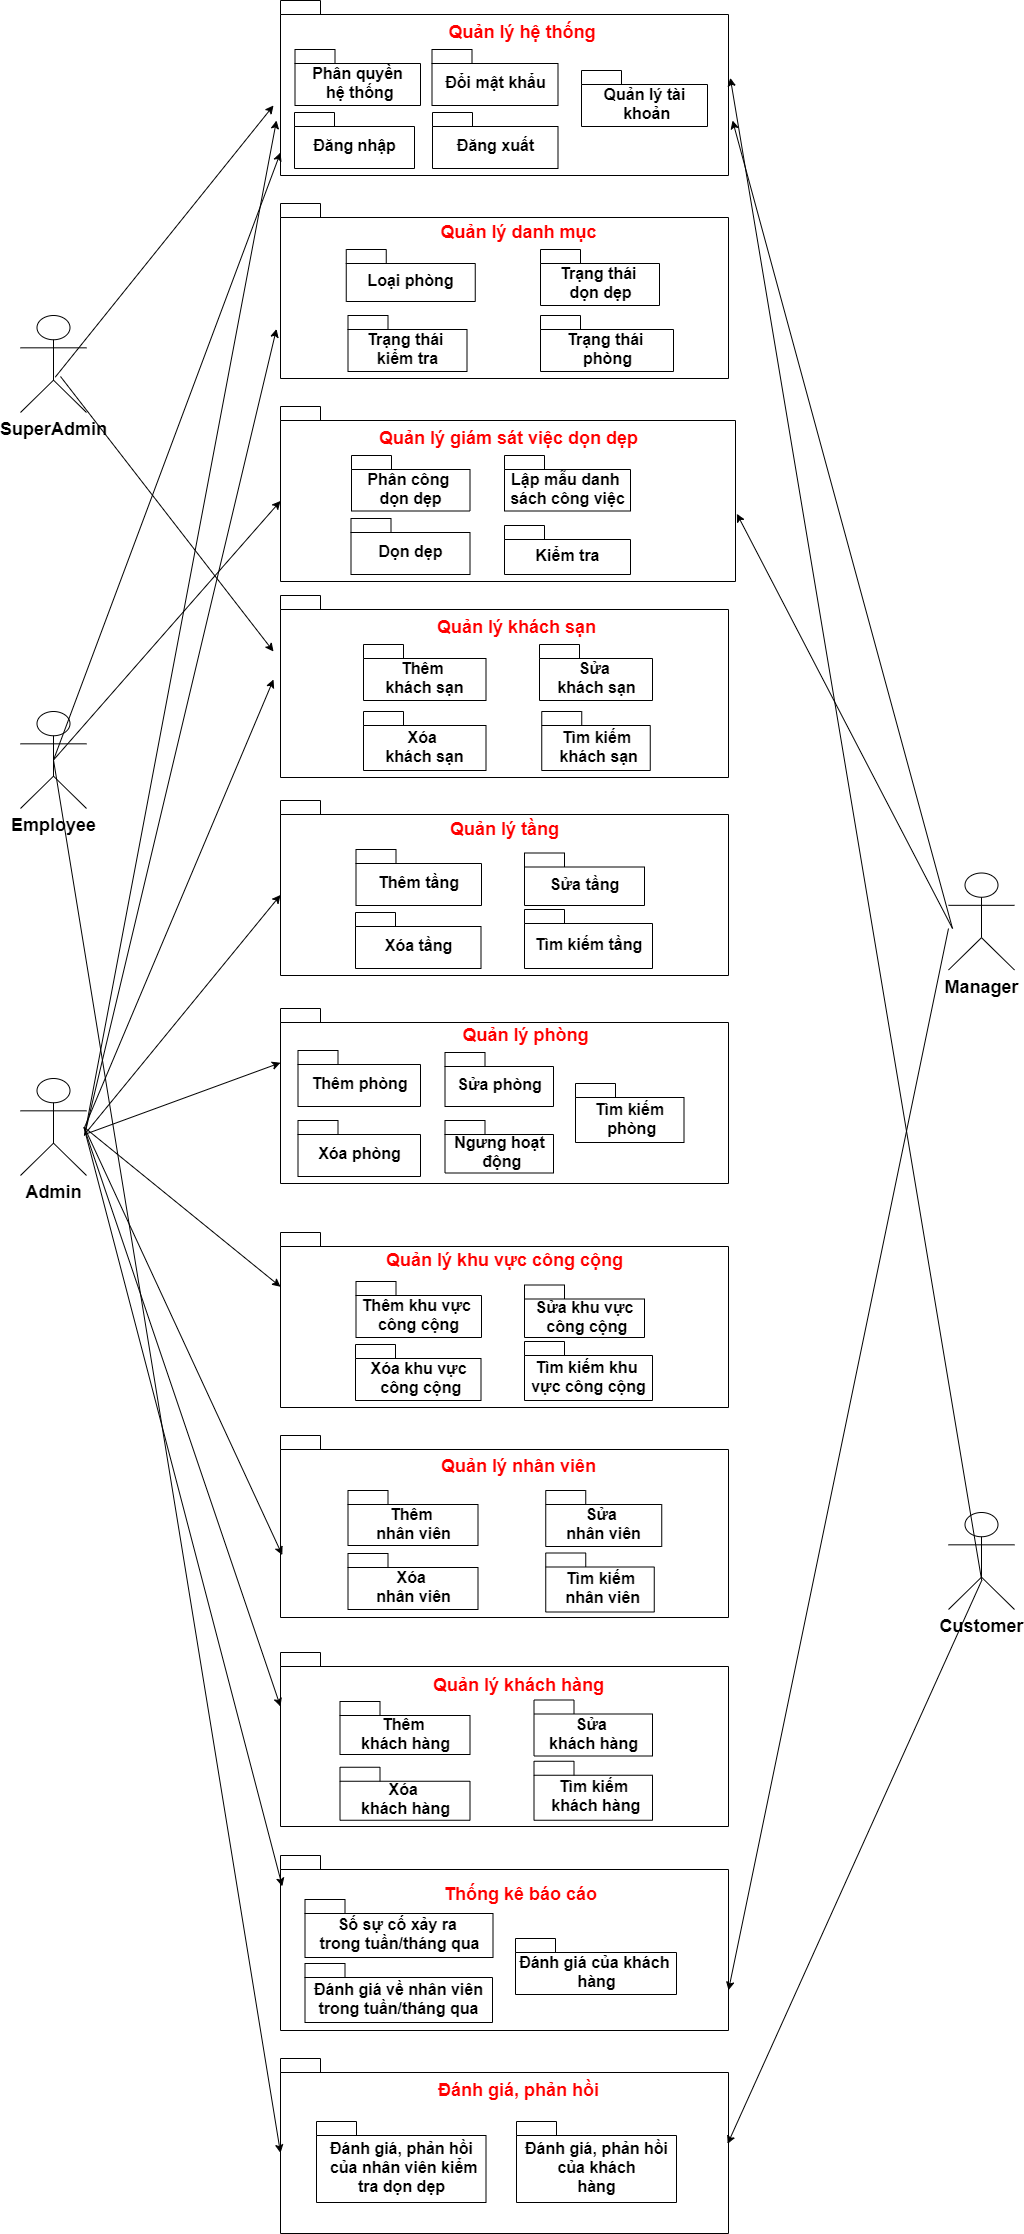 Quản lý hệ thống
Phân quyền
hệ thống
Đổi mật khẩu
Quản lý tài
khoản
Đăng nhập
Đăng xuất
Quản lý danh mục
Loại phòng
Trạng thái
dọn dẹp
Trạng thái
kiểm tra
Trạng thái
phòng
SuperAdmin
Quản lý giám sát việc dọn dẹp
Phân công
dọn dẹp
Lập mẫu danh
sách công việc
Dọn dẹp
Kiểm tra
Quản lý khách sạn
Thêm
khách sạn
Sửa
khách sạn
Xóa
khách sạn
Tìm kiếm
khách sạn
Employee
Quản lý tầng
Thêm tầng
Sửa tầng
Xóa tầng
Tìm kiếm tầng
Manager
Quản lý phòng
Thêm phòng
Sửa phòng
Tìm kiếm
phòng
Xóa phòng
Ngưng hoạt
động
Admin
Quản lý khu vực công cộng
Thêm khu vực
công cộng
Sửa khu vực
công cộng
Xóa khu vực
công cộng
Tìm kiếm khu
vực công cộng
Quản lý nhân viên
Thêm
nhân viên
Sửa
nhân viên
Xóa
nhân viên
Tìm kiếm
nhân viên
Customer
Quản lý khách hàng
Thêm
khách hàng
Sửa
khách hàng
Xóa
khách hàng
Tìm kiếm
khách hàng
Thống kê báo cáo
Số sự cố xảy ra
trong tuần/tháng qua
Đánh giá của khách
hàng
Đánh giá về nhân viên
trong tuần/tháng qua
Đánh giá, phản hồi
Đánh giá, phản hồi
của nhân viên kiểm
tra dọn dẹp
Đánh giá, phản hồi
của khách
hàng